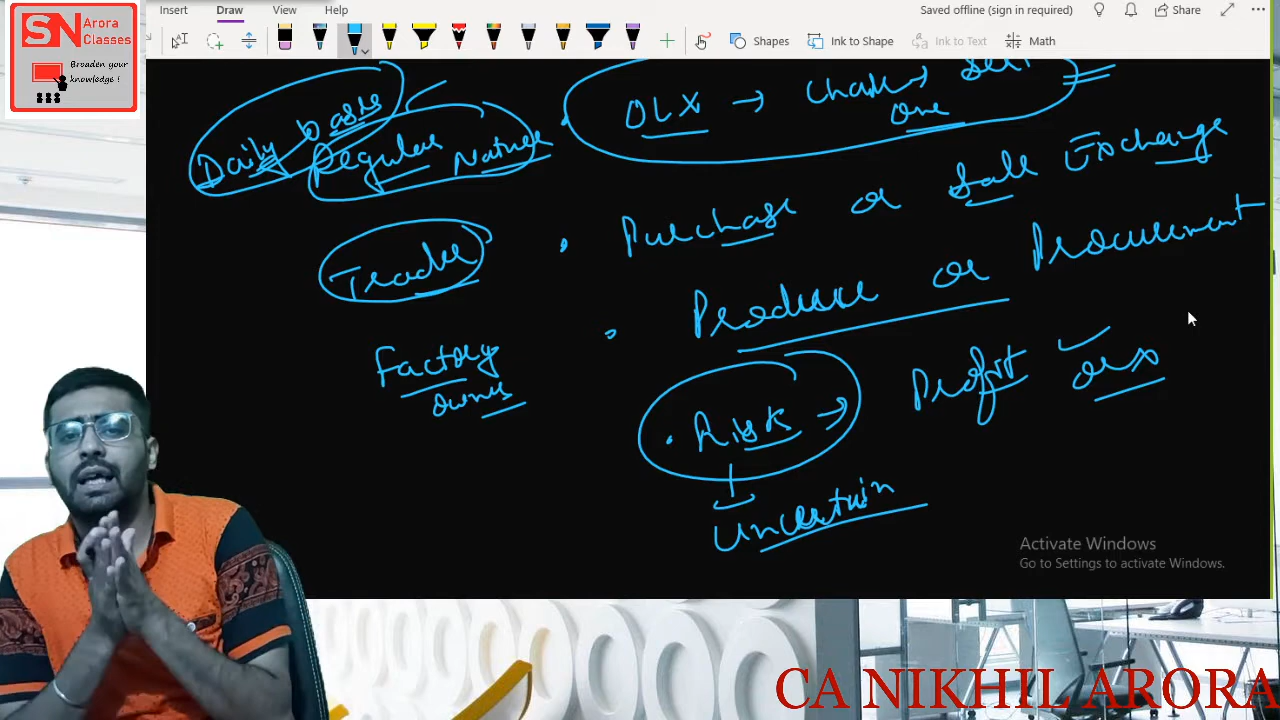 SN Arora Classes
Broaden your knowledge !
Insert Draw View Help
Saved offline (sign in required) Share
Shapes Ink to Shape Ink to Text Math
Daily basis
Regular Nature
OLX → Chair → Sell
one
Trader
• Purchase or Sale Exchange
• Produce or Procurement
Factory
owner
• Risk → Profit or x
Uncertain
Activate Windows
Go to Settings to activate Windows.
CA NIKHIL ARORA